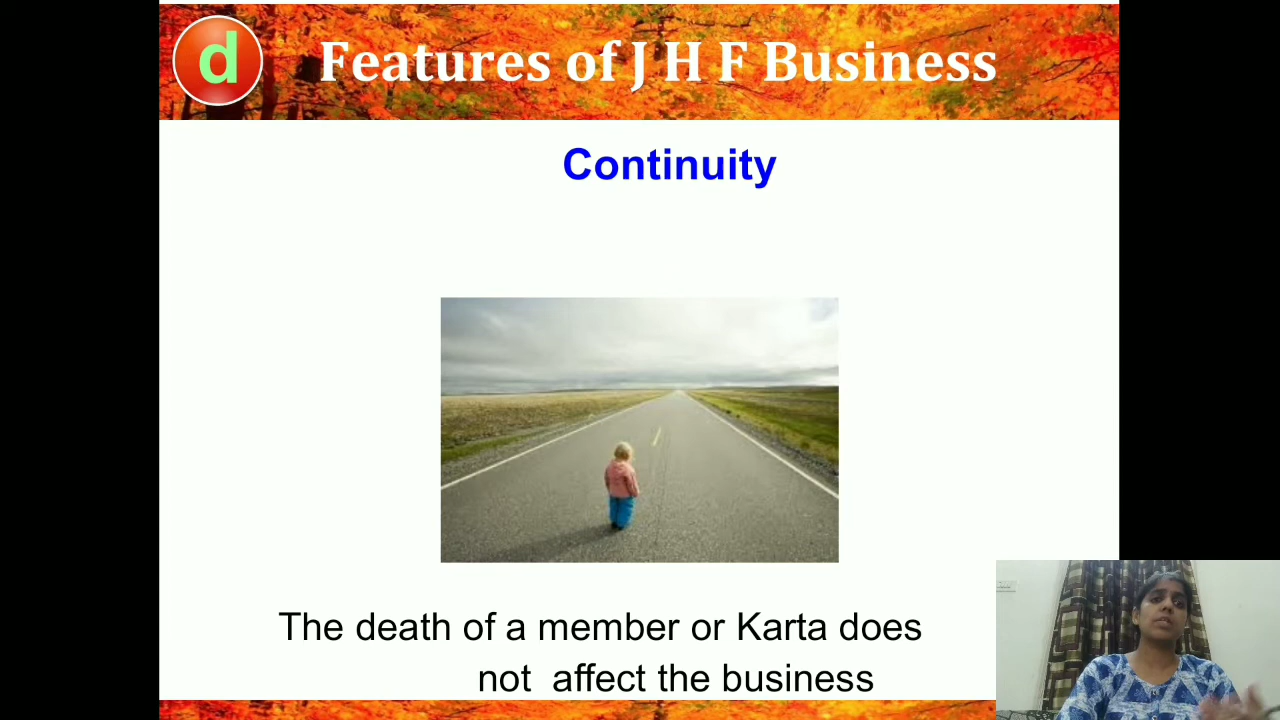 d
Features of J H F Business
Continuity
The death of a member or Karta does
not affect the business